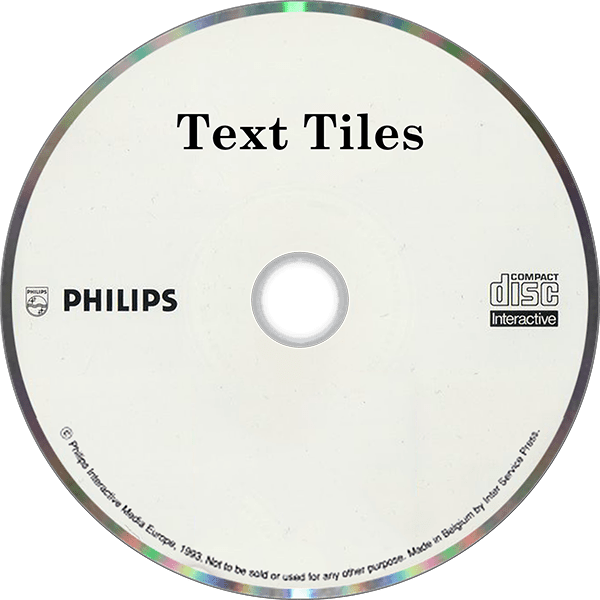 Text Tiles
PHILIPS
PHILIPS
COMPACT
disc
Interactive
© Philips Interactive Media Europe, 1993. Not to be sold or used for any other purpose. Made in Belgium by Inter Service Press.